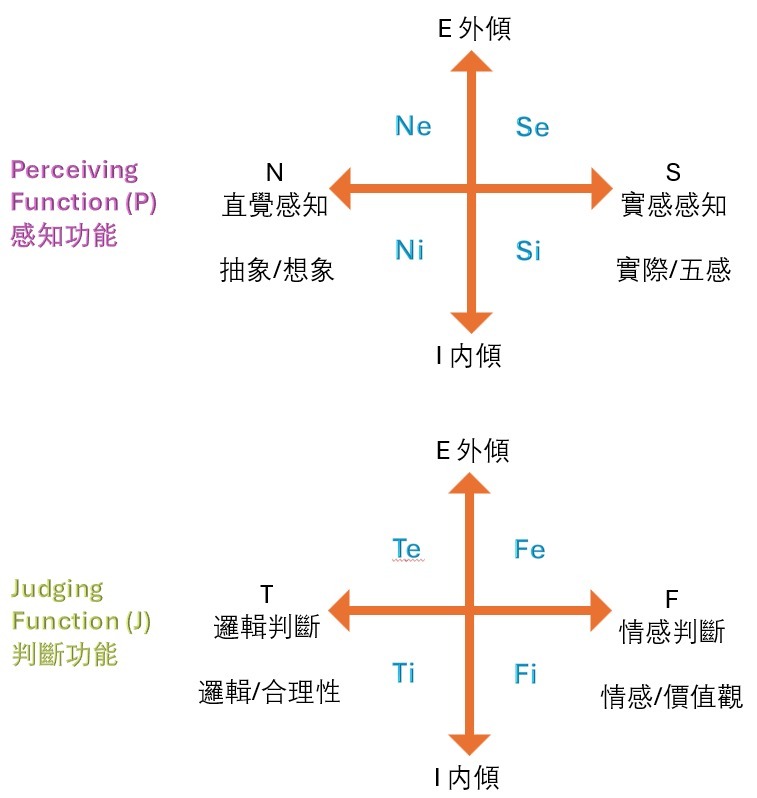 E 外傾
Ne
Se
Perceiving
Function (P)
感知功能
N
直覺感知
S
實感感知
抽象/想象
Ni
Si
實際/五感
I 内傾
E 外傾
Te
Fe
Judging
Function (J)
判斷功能
T
邏輯判斷
F
情感判斷
邏輯/合理性
Ti
Fi
情感/價值觀
I 内傾